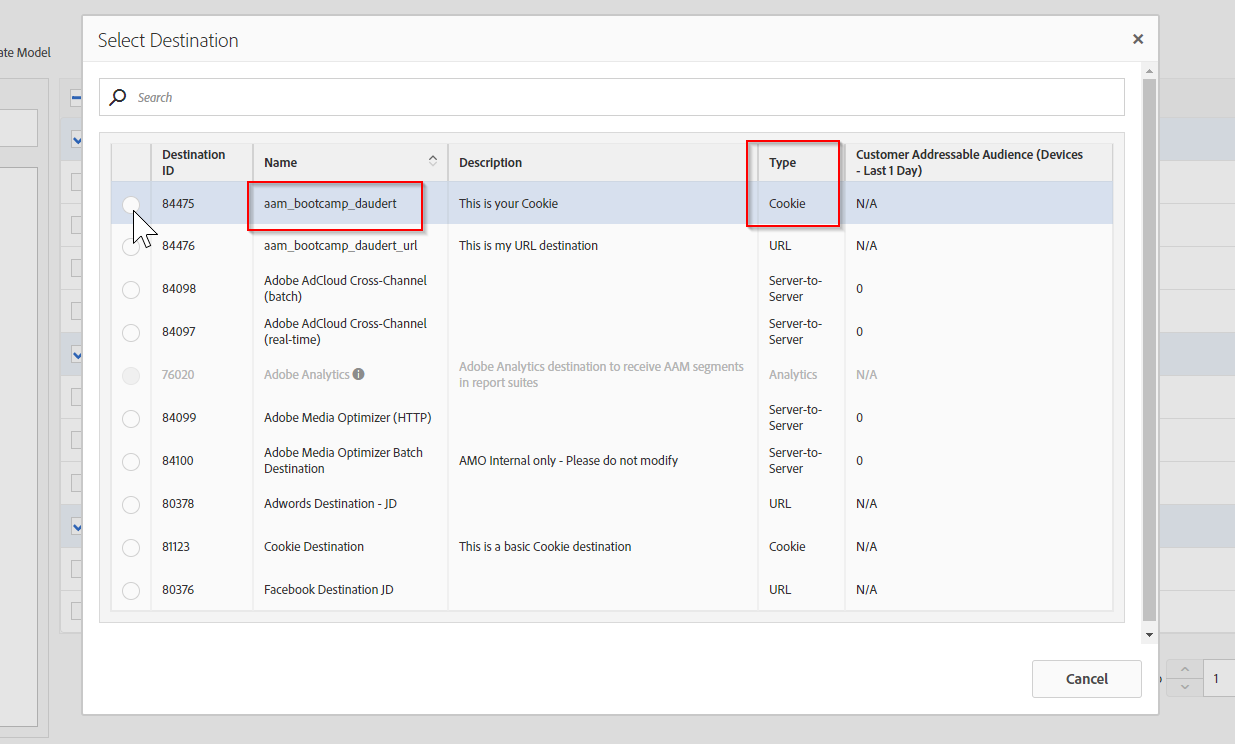 ate Model
Select Destination
Search
Destination ID Name Description Type Customer Addressable Audience (Devices - Last 1 Day)
84475 aam_bootcamp_daudert This is your Cookie Cookie N/A
84476 aam_bootcamp_daudert_url This is my URL destination URL N/A
84098 Adobe AdCloud Cross-Channel (batch) Server-to-Server 0
84097 Adobe AdCloud Cross-Channel (real-time) Server-to-Server 0
76020 Adobe Analytics Adobe Analytics destination to receive AAM segments in report suites Analytics N/A
84099 Adobe Media Optimizer (HTTP) Server-to-Server 0
84100 Adobe Media Optimizer Batch Destination AMO Internal only - Please do not modify Server-to-Server 0
80378 Adwords Destination - JD URL N/A
81123 Cookie Destination This is a basic Cookie destination Cookie N/A
80376 Facebook Destination JD URL N/A
Cancel
1